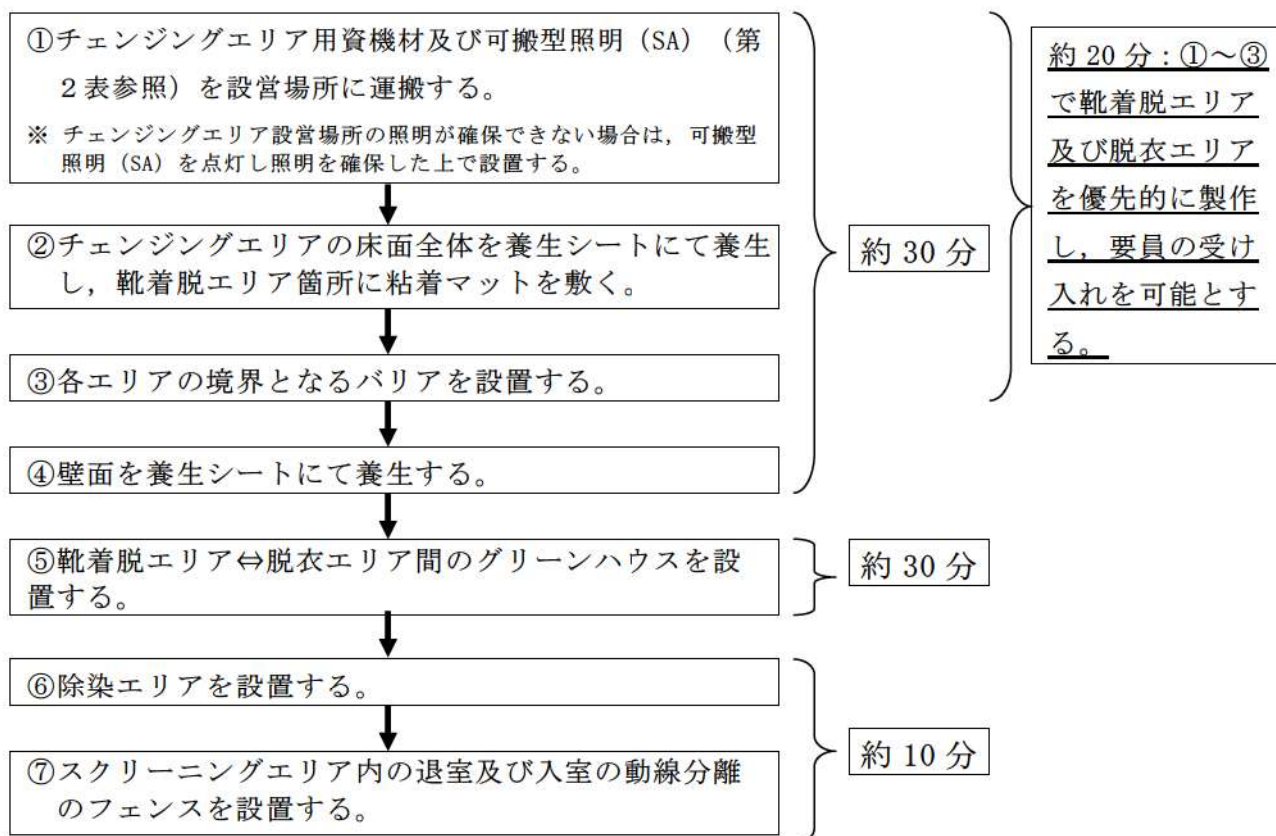 ①チェンジングエリア用資機材及び可搬型照明（SA）（第
２表参照）を設営場所に運搬する。
※ チェンジングエリア設営場所の照明が確保できない場合は，可搬型
照明（SA）を点灯し照明を確保した上で設置する。
②チェンジングエリアの床面全体を養生シートにて養生
し，靴着脱エリア箇所に粘着マットを敷く。
③各エリアの境界となるバリアを設置する。
④壁面を養生シートにて養生する。
約 30 分
約 20 分：①～③
で靴着脱エリア
及び脱衣エリア
を優先的に製作
し，要員の受け
入れを可能とす
る。
⑤靴着脱エリア⇔脱衣エリア間のグリーンハウスを設
置する。
約 30 分
⑥除染エリアを設置する。
⑦スクリーニングエリア内の退室及び入室の動線分離
のフェンスを設置する。
約 10 分